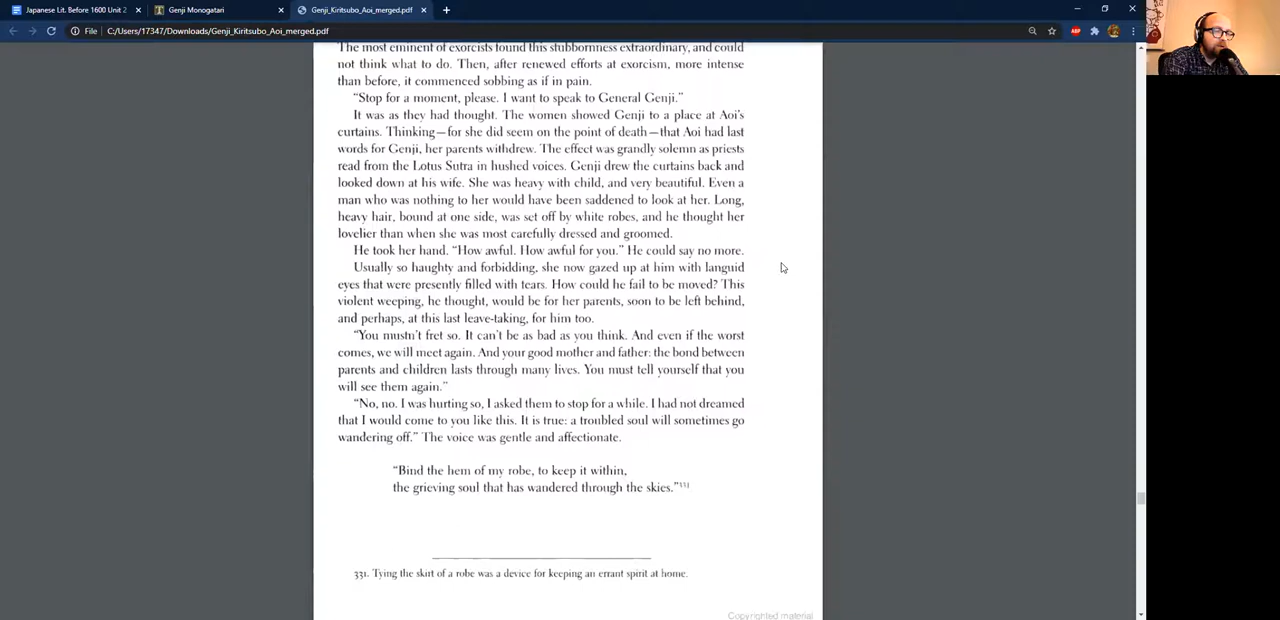 Japanese Lit. Before 1600 Unit 2
Genji Monogatari
Genji_Kiritsubo_Aoi_merged.pdf
File
C:/Users/17347/Downloads/Genji_Kiritsubo_Aoi_merged.pdf
ABP
The most eminent of exorcists found this stubbornness extraordinary, and could
not think what to do. Then, after renewed efforts at exorcism, more intense
than before, it commenced sobbing as if in pain.
“Stop for a moment, please. I want to speak to General Genji.”
It was as they had thought. The women showed Genji to a place at Aoi’s
curtains. Thinking—for she did seem on the point of death—that Aoi had last
words for Genji, her parents withdrew. The effect was grandly solemn as priests
read from the Lotus Sutra in hushed voices. Genji drew the curtains back and
looked down at his wife. She was heavy with child, and very beautiful. Even a
man who was nothing to her would have been saddened to look at her. Long,
heavy hair, bound at one side, was set off by white robes, and he thought her
lovelier than when she was most carefully dressed and groomed.
He took her hand. “How awful. How awful for you.” He could say no more.
Usually so haughty and forbidding, she now gazed up at him with languid
eyes that were presently filled with tears. How could he fail to be moved? This
violent weeping, he thought, would be for her parents, soon to be left behind,
and perhaps, at this last leave-taking, for him too.
“You mustn’t fret so. It can’t be as bad as you think. And even if the worst
comes, we will meet again. And your good mother and father: the bond between
parents and children lasts through many lives. You must tell yourself that you
will see them again.”
“No, no. I was hurting so, I asked them to stop for a while. I had not dreamed
that I would come to you like this. It is true: a troubled soul will sometimes go
wandering off.” The voice was gentle and affectionate.
“Bind the hem of my robe, to keep it within,
the grieving soul that has wandered through the skies.”331
331. Tying the skirt of a robe was a device for keeping an errant spirit at home.
Copyrighted material